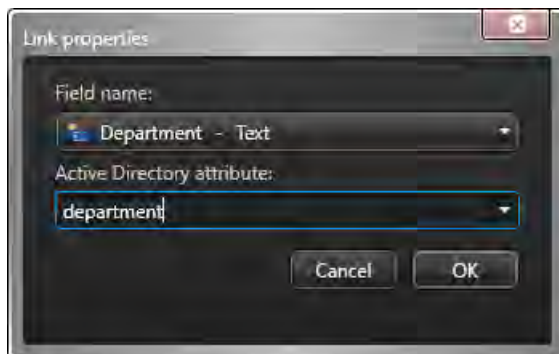 Link properties
Field name:
Department - Text
Active Directory attribute:
department
Cancel OK